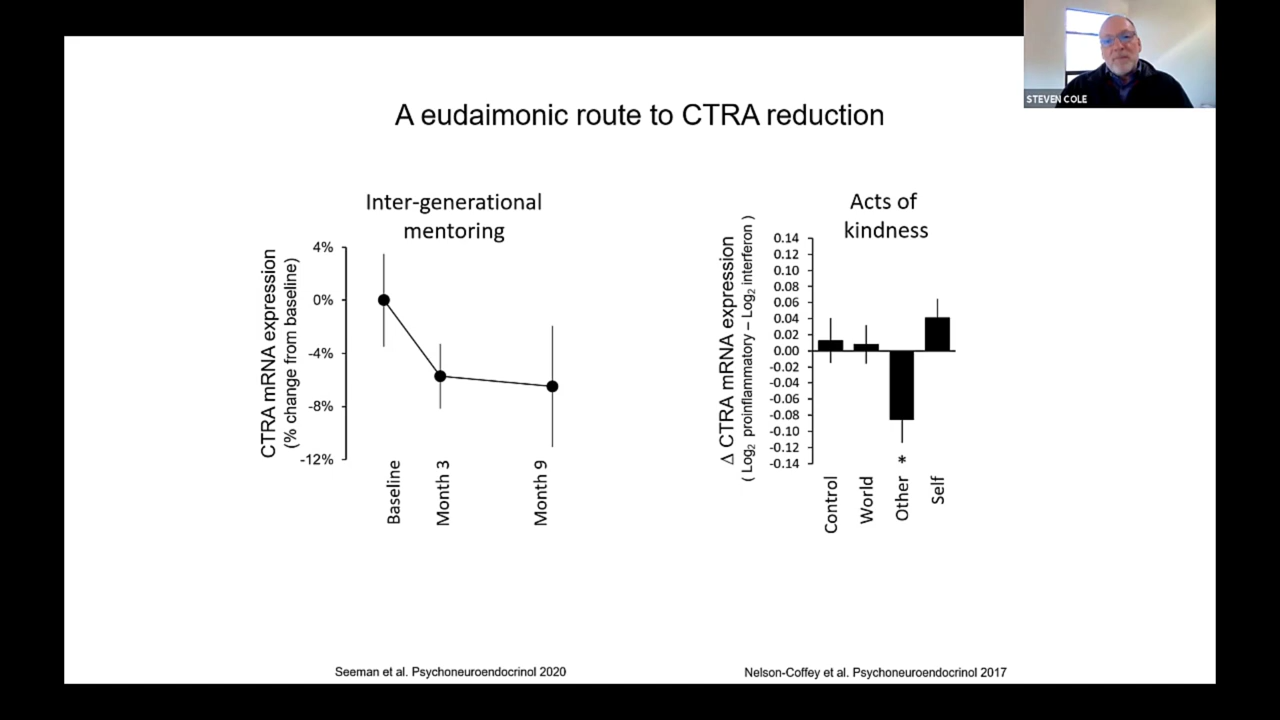 STEVEN COLE
A eudaimonic route to CTRA reduction
Inter-generational
mentoring
CTRA mRNA expression
(% change from baseline)
4%
0%
-4%
-8%
-12%
Baseline
Month 3
Month 9
Acts of
kindness
Δ CTRA mRNA expression
( Log2 proinflammatory – Log2 interferon )
0.14
0.12
0.10
0.08
0.06
0.04
0.02
0.00
-0.02
-0.04
-0.06
-0.08
-0.10
-0.12
-0.14
*
Control
World
Other
Self
Seeman et al. Psychoneuroendocrinol 2020
Nelson-Coffey et al. Psychoneuroendocrinol 2017